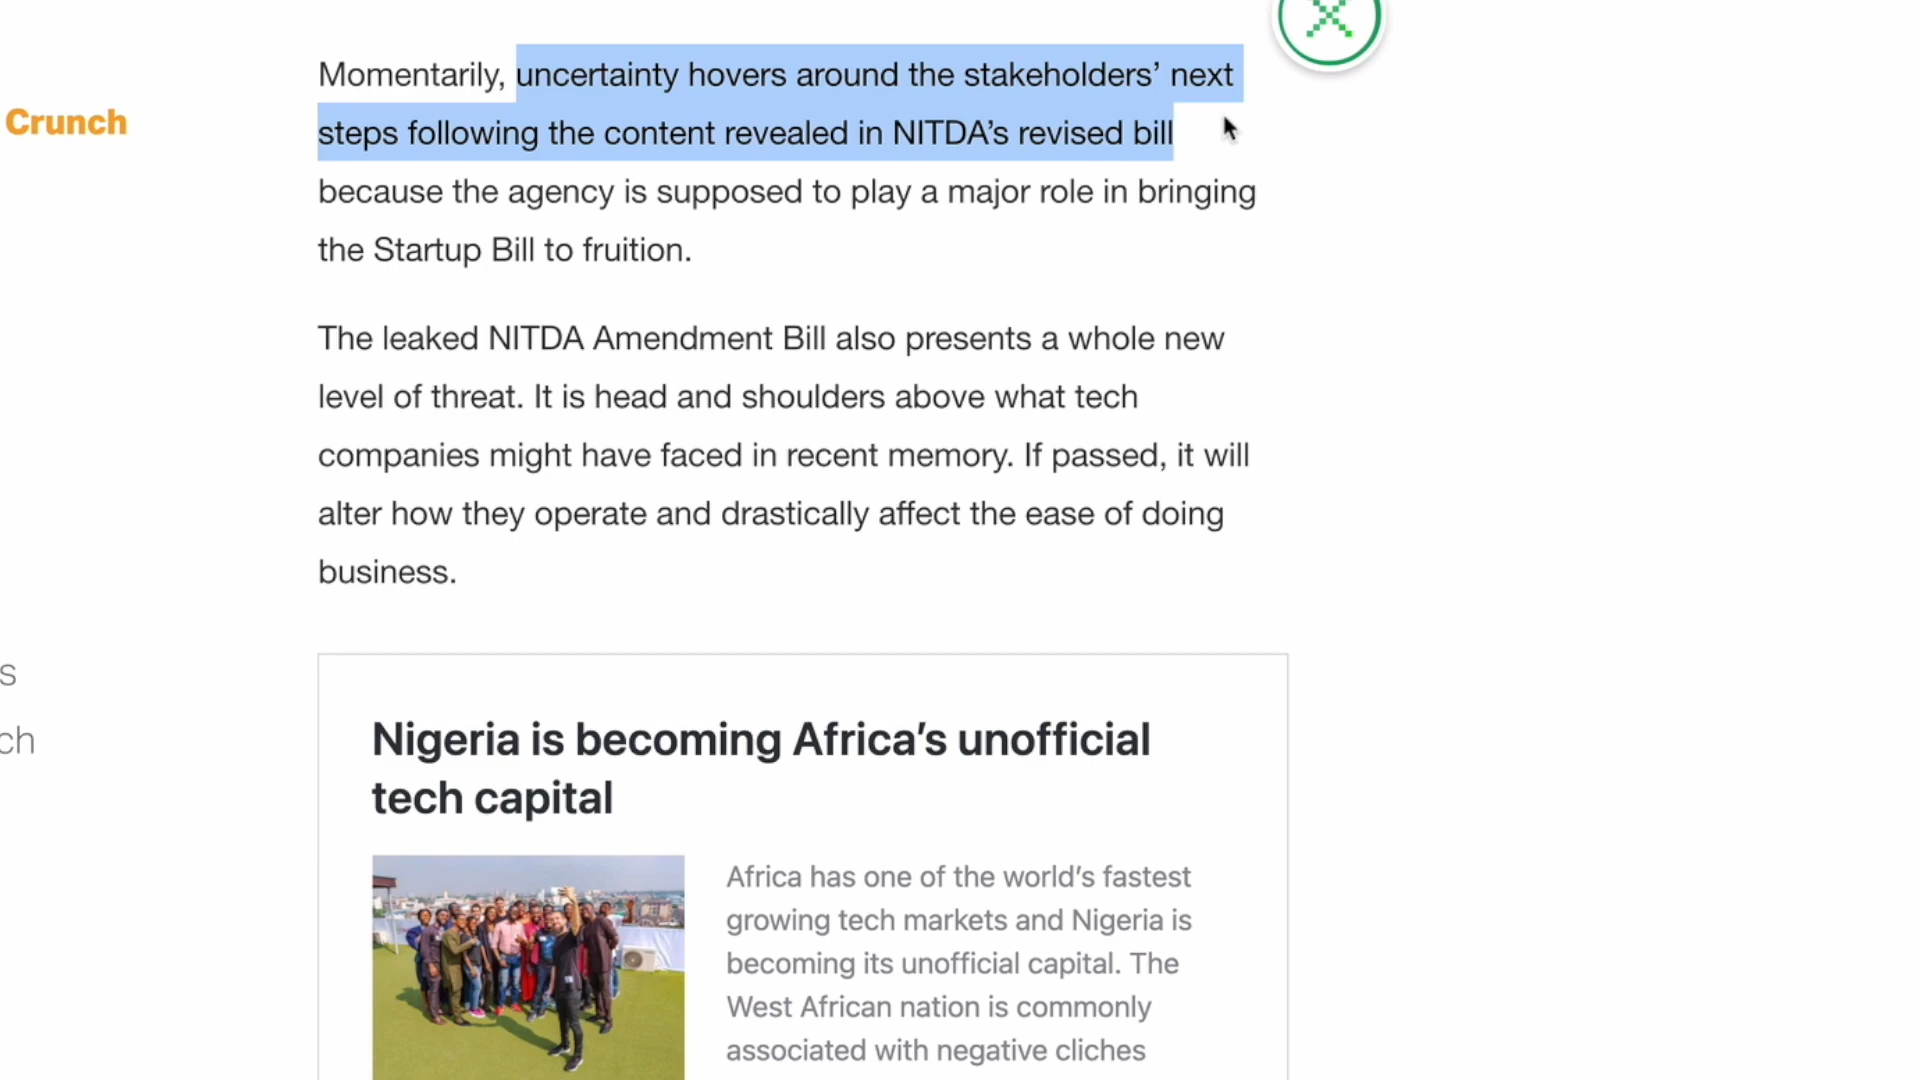 Momentarily, uncertainty hovers around the stakeholders’ next
steps following the content revealed in NITDA’s revised bill
because the agency is supposed to play a major role in bringing
the Startup Bill to fruition.
Crunch
The leaked NITDA Amendment Bill also presents a whole new
level of threat. It is head and shoulders above what tech
companies might have faced in recent memory. If passed, it will
alter how they operate and drastically affect the ease of doing
business.
s
ch
Nigeria is becoming Africa’s unofficial
tech capital
Africa has one of the world’s fastest
growing tech markets and Nigeria is
becoming its unofficial capital. The
West African nation is commonly
associated with negative cliches